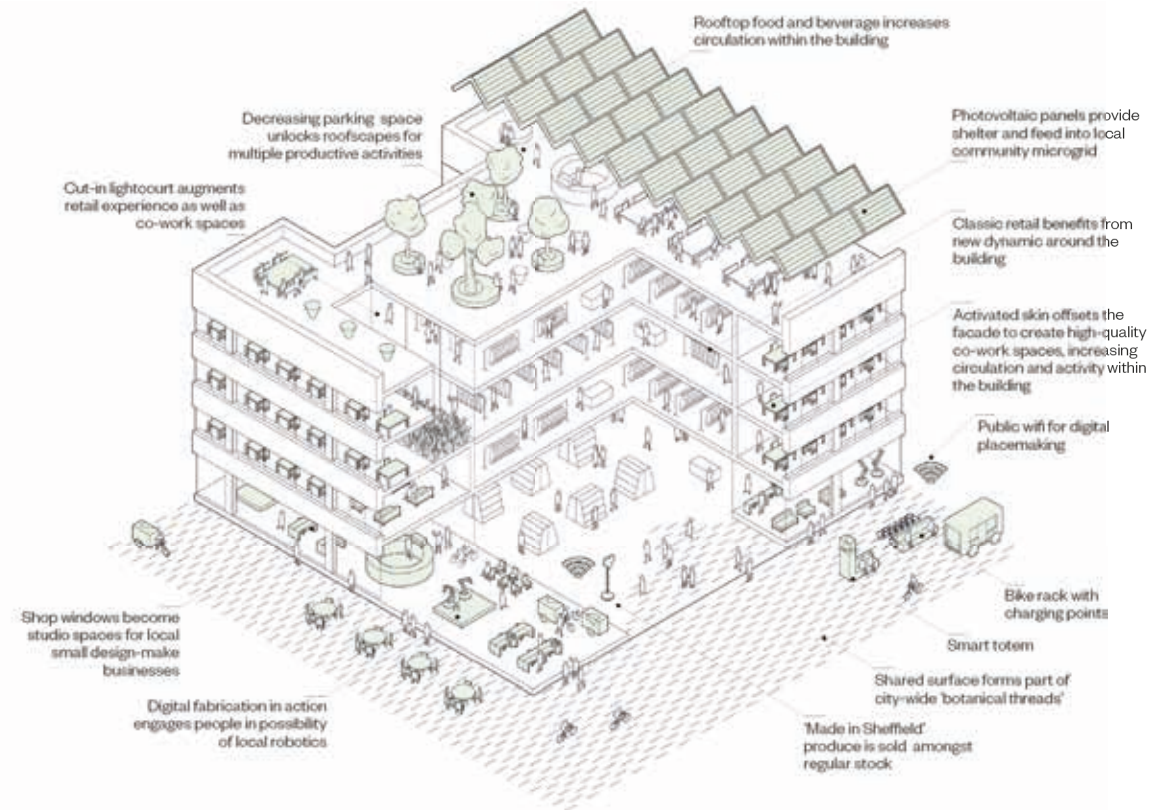 Rooftop food and beverage increases
circulation within the building
Decreasing parking space
unlocks roofscapes for
multiple productive activities
Photovoltaic panels provide
shelter and feed into local
community microgrid
Cut-in lightcourt augments
retail experience as well as
co-work spaces
Classic retail benefits from
new dynamic around the
building
Activated skin offsets the
facade to create high-quality
co-work spaces, increasing
circulation and activity within
the building
Public wifi for digital
placemaking
Bike rack with
charging points
Smart totem
Shared surface forms part of
city-wide 'botanical threads'
'Made in Sheffield'
produce is sold amongst
regular stock
Shop windows become
studio spaces for local
small design-make
businesses
Digital fabrication in action
engages people in possibility
of local robotics